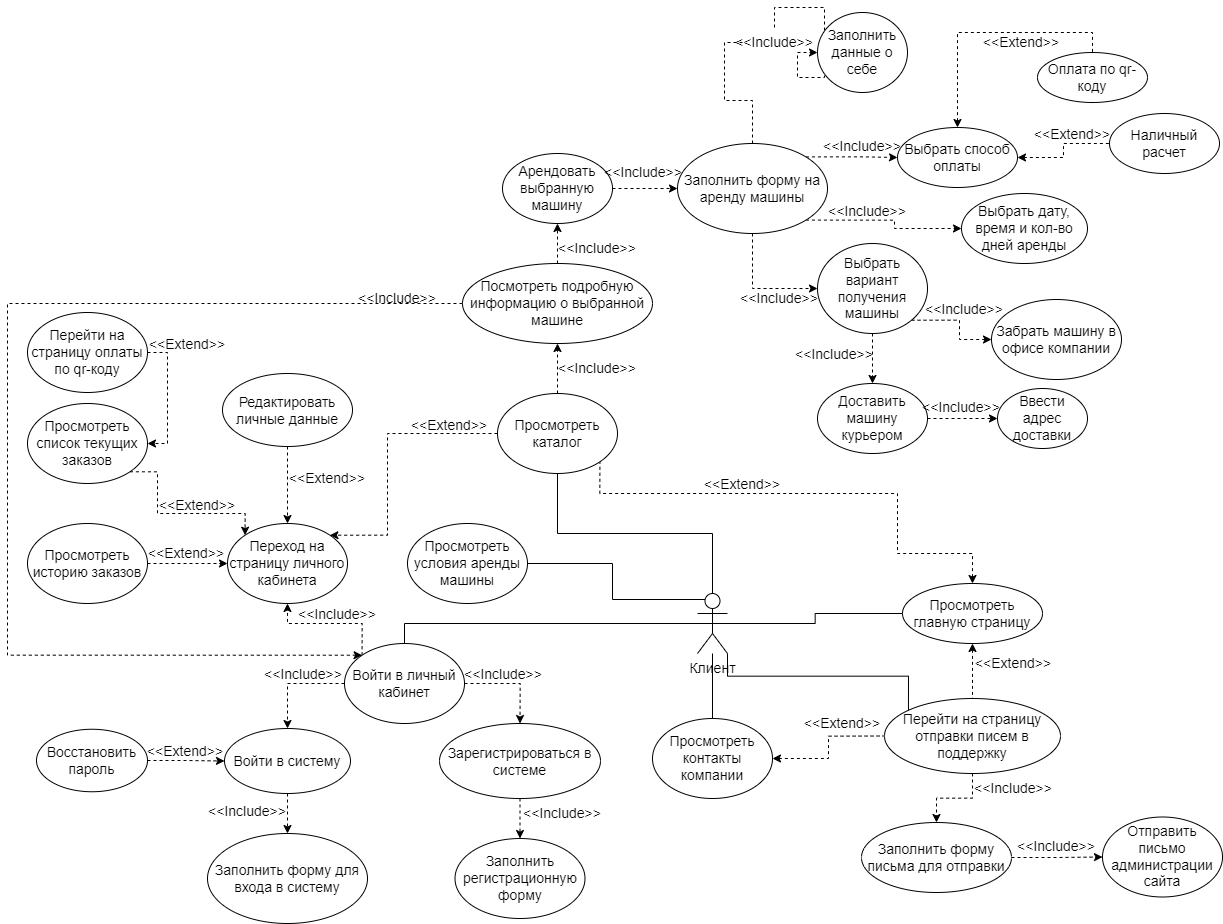 <<Include>>
Заполнить
данные о
себе
<<Extend>>
Оплата по qr-
коду
<<Extend>>
Наличный
расчет
<<Include>>
Выбрать способ
оплаты
Арендовать
выбранную
машину
<<Include>>
Заполнить форму на
аренду машины
<<Include>>
Выбрать дату,
время и кол-во
дней аренды
<<Include>>
Посмотреть подробную
информацию о выбранной
машине
<<Include>>
<<Include>>
Выбрать
вариант
получения
машины
<<Include>>
Забрать машину в
офисе компании
Перейти на
страницу оплаты
по qr-коду
<<Extend>>
<<Include>>
<<Include>>
Доставить
машину
курьером
<<Include>>
Ввести
адрес
доставки
Редактировать
личные данные
Просмотреть
список текущих
заказов
<<Extend>>
Просмотреть
каталог
<<Extend>>
<<Extend>>
<<Extend>>
Просмотреть
историю заказов
<<Extend>>
Переход на
страницу личного
кабинета
Просмотреть
условия аренды
машины
<<Include>>
Просмотреть
главную страницу
Клиент
<<Extend>>
<<Include>>
Войти в личный
кабинет
<<Include>>
Восстановить
пароль
<<Extend>>
Войти в систему
Зарегистрироваться в
системе
Просмотреть
контакты
компании
<<Extend>>
Перейти на страницу
отправки писем в
поддержку
<<Include>>
<<Include>>
<<Include>>
Заполнить форму для
входа в систему
Заполнить
регистрационную
форму
Заполнить форму
письма для отправки
<<Include>>
Отправить
письмо
администрации
сайта